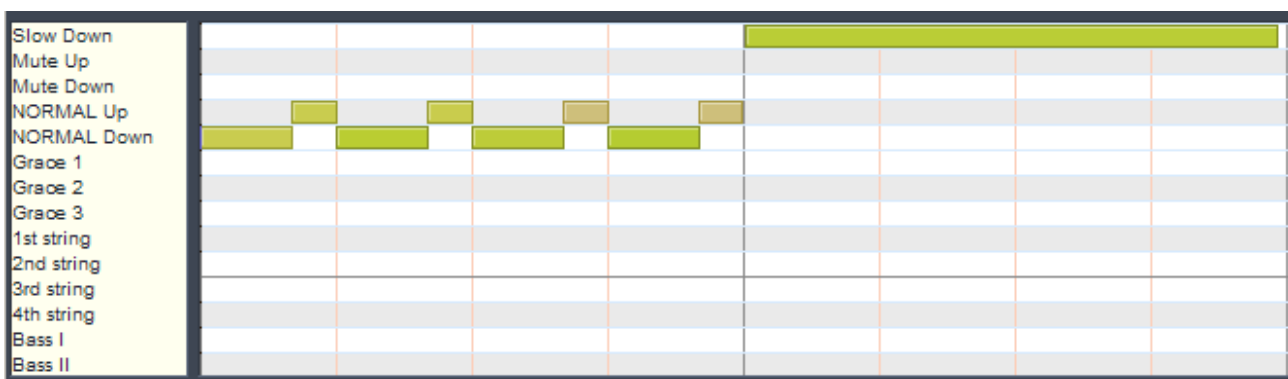 Slow Down
Mute Up
Mute Down
NORMAL Up
NORMAL Down
Grace 1
Grace 2
Grace 3
1st string
2nd string
3rd string
4th string
Bass I
Bass II